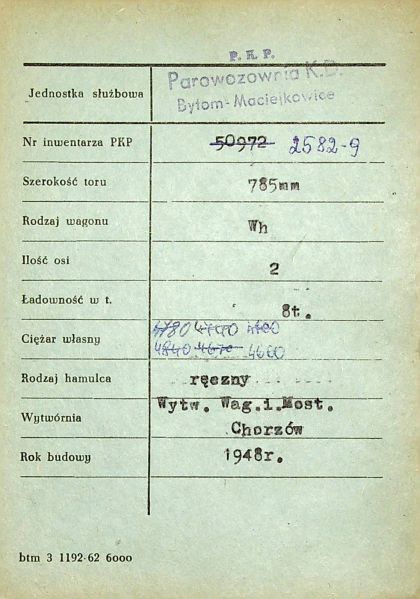 P. K. P.
Jednostka służbowa Parowozownia K.D.
Bytom-Maciejkowice
Nr inwentarza PKP 50972 2582-9
Szerokość toru 785mm
Rodzaj wagonu Wh
Ilość osi 2
Ładowność w t. 8t.
Ciężar własny 4780
4840 4670 4600
Rodzaj hamulca ręczny
Wytwórnia Wytw. Wag.i.Most.
Chorzów
Rok budowy 1948r.
btm 3 1192-62 6000